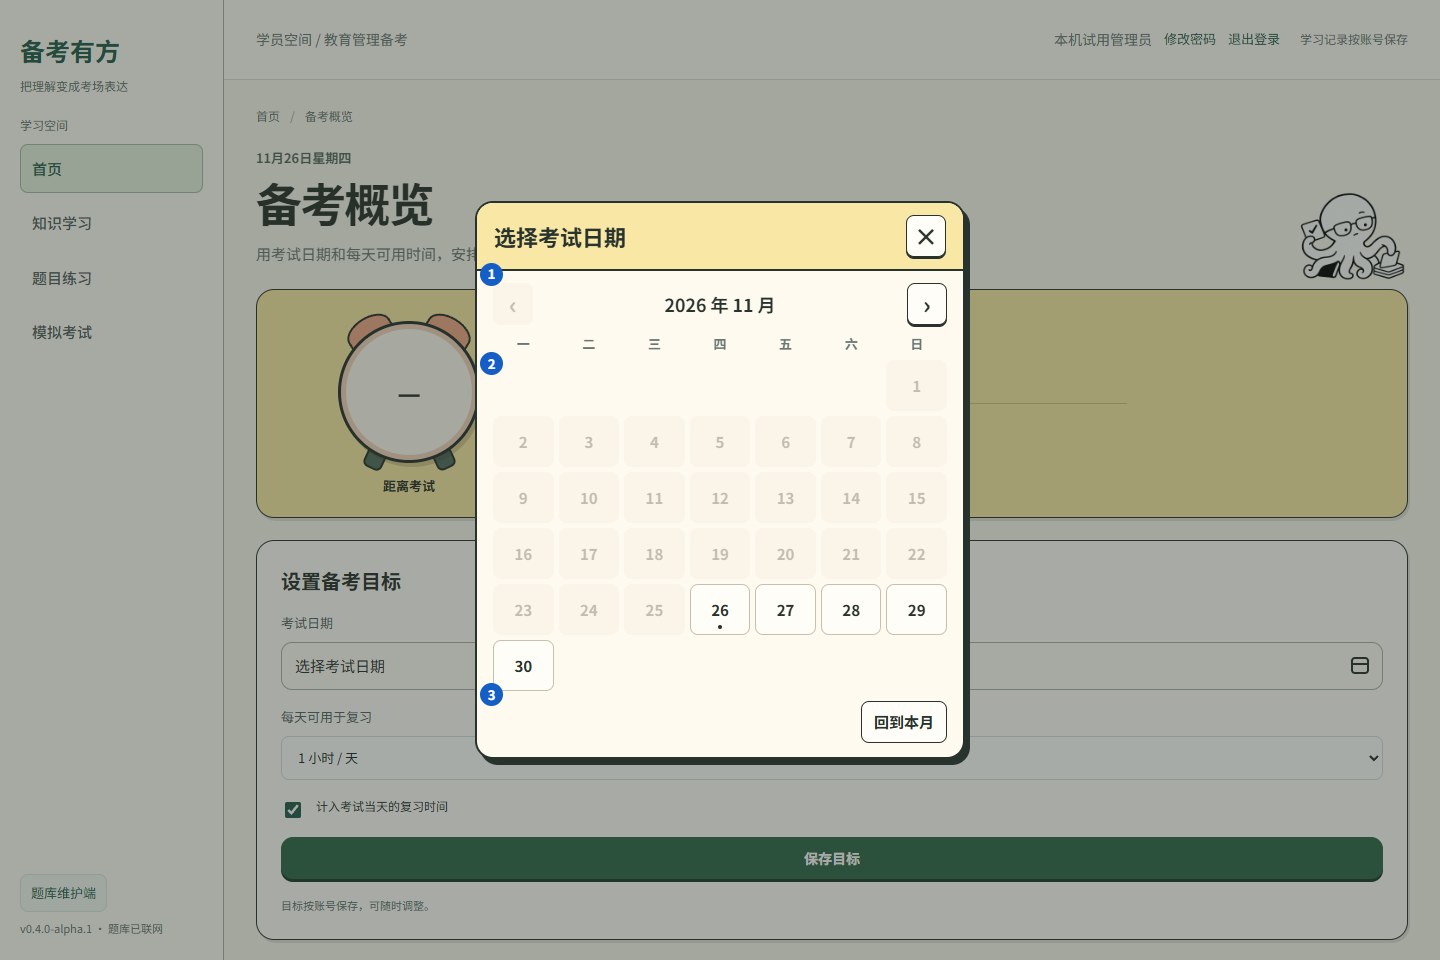 备考有方
把理解变成考场表达
学习空间
首页
知识学习
题目练习
模拟考试
题库维护端
v0.4.0-alpha.1 · 题库已联网
学员空间 / 教育管理备考
本机试用管理员 修改密码 退出登录 学习记录按账号保存
首页 / 备考概览
11月26日星期四
备考概览
用考试日期和每天可用时间，安排
—
距离考试
设置备考目标
考试日期
选择考试日期
每天可用于复习
1 小时 / 天
计入考试当天的复习时间
保存目标
目标按账号保存，可随时调整。
选择考试日期 ✕
1
‹ 2026 年 11 月 ›
一 二 三 四 五 六 日
2
1
2 3 4 5 6 7 8
9 10 11 12 13 14 15
16 17 18 19 20 21 22
23 24 25 26 27 28 29
30
3
回到本月